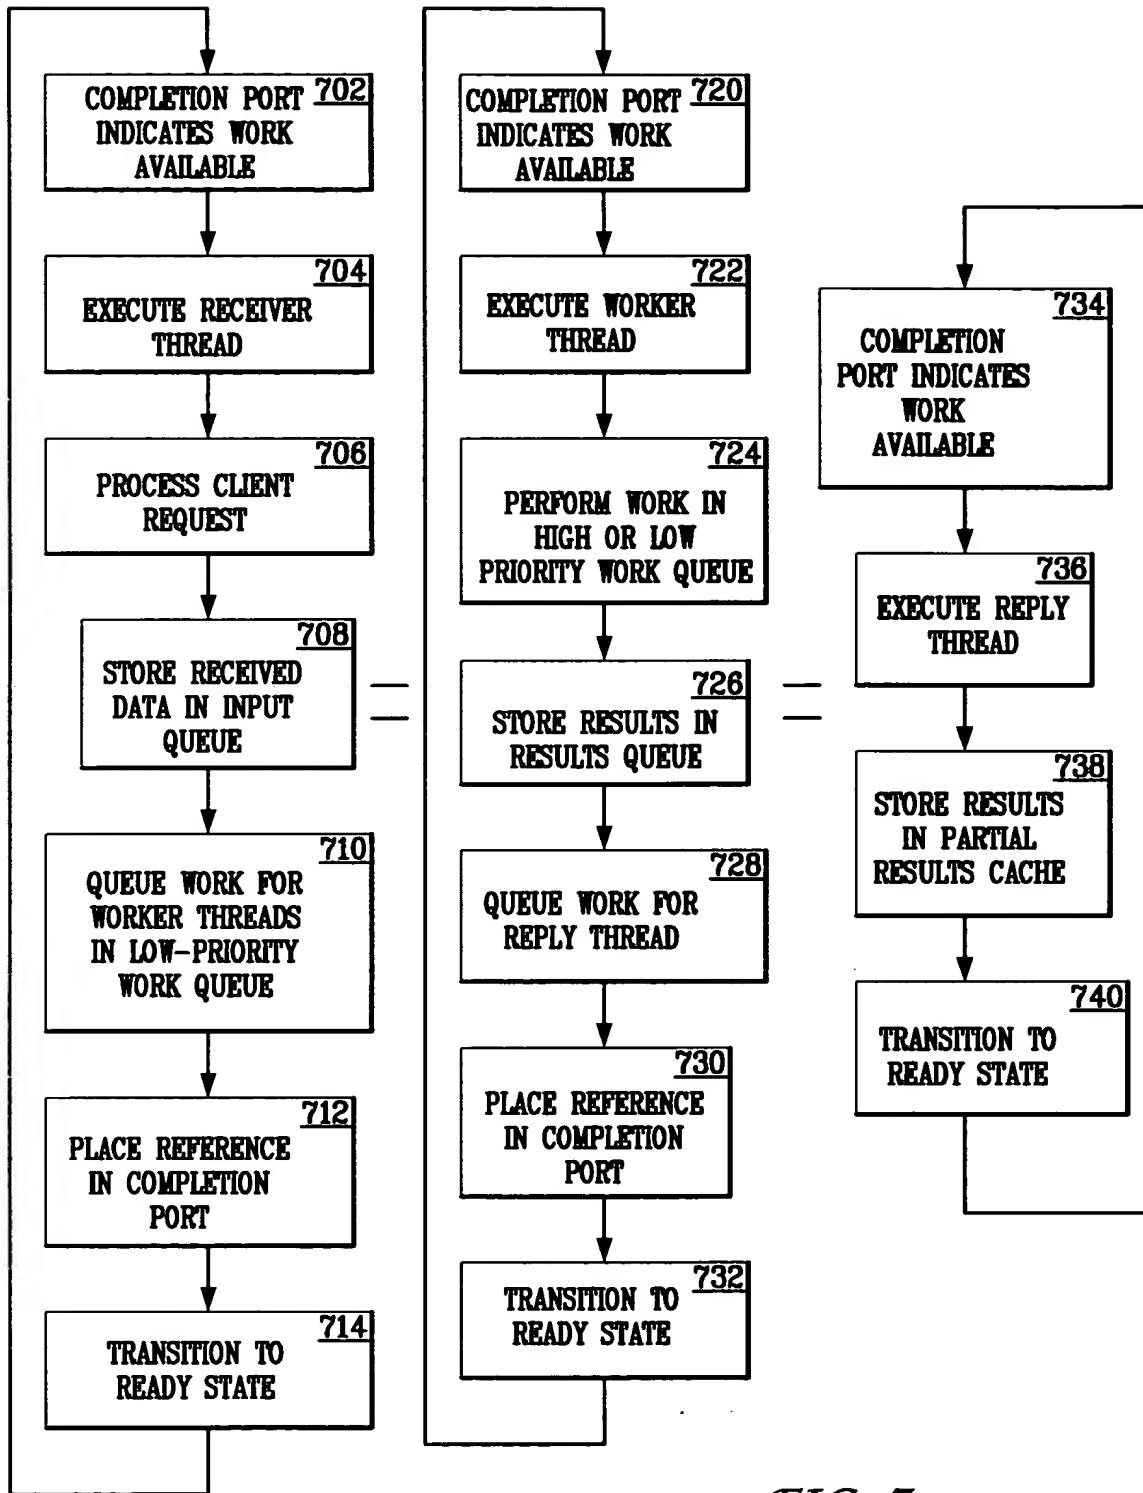 702
COMPLETION PORT
INDICATES WORK
AVAILABLE
704
EXECUTE RECEIVER
THREAD
706
PROCESS CLIENT
REQUEST
708
STORE RECEIVED
DATA IN INPUT
QUEUE
710
QUEUE WORK FOR
WORKER THREADS
IN LOW-PRIORITY
WORK QUEUE
712
PLACE REFERENCE
IN COMPLETION
PORT
714
TRANSITION TO
READY STATE
720
COMPLETION PORT
INDICATES WORK
AVAILABLE
722
EXECUTE WORKER
THREAD
724
PERFORM WORK IN
HIGH OR LOW
PRIORITY WORK QUEUE
726
STORE RESULTS IN
RESULTS QUEUE
728
QUEUE WORK FOR
REPLY THREAD
730
PLACE REFERENCE
IN COMPLETION
PORT
732
TRANSITION TO
READY STATE
734
COMPLETION
PORT INDICATES
WORK
AVAILABLE
736
EXECUTE REPLY
THREAD
738
STORE RESULTS
IN PARTIAL
RESULTS CACHE
740
TRANSITION TO
READY STATE